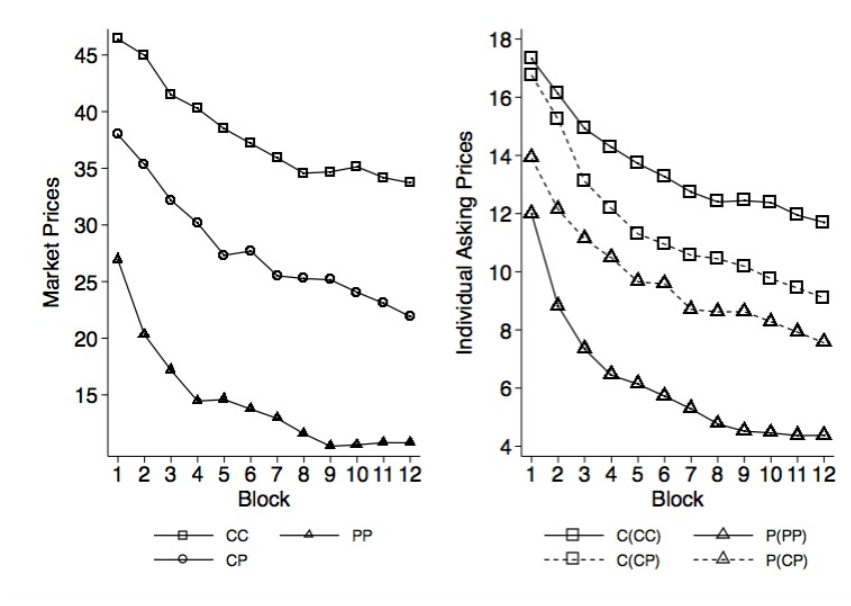 Market Prices
45
40
35
30
25
20
15
1 2 3 4 5 6 7 8 9 10 11 12
Block
CC PP
CP
Individual Asking Prices
18
16
14
12
10
8
6
4
1 2 3 4 5 6 7 8 9 10 11 12
Block
C(CC) P(PP)
C(CP) P(CP)